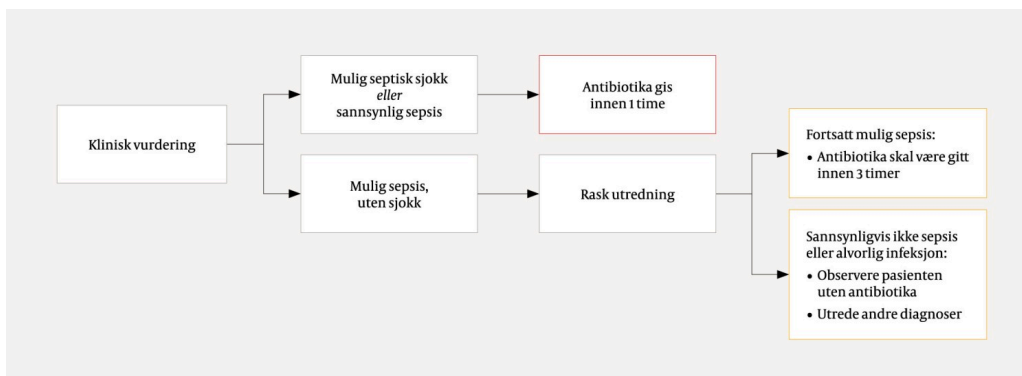 Klinisk vurdering
Mulig septisk sjokk
eller
sannsynlig sepsis
Antibiotika gis
innen 1 time
Mulig sepsis,
uten sjokk
Rask utredning
Fortsatt mulig sepsis:
• Antibiotika skal være gitt
innen 3 timer
Sannsynligvis ikke sepsis
eller alvorlig infeksjon:
• Observere pasienten
uten antibiotika
• Utrede andre diagnoser